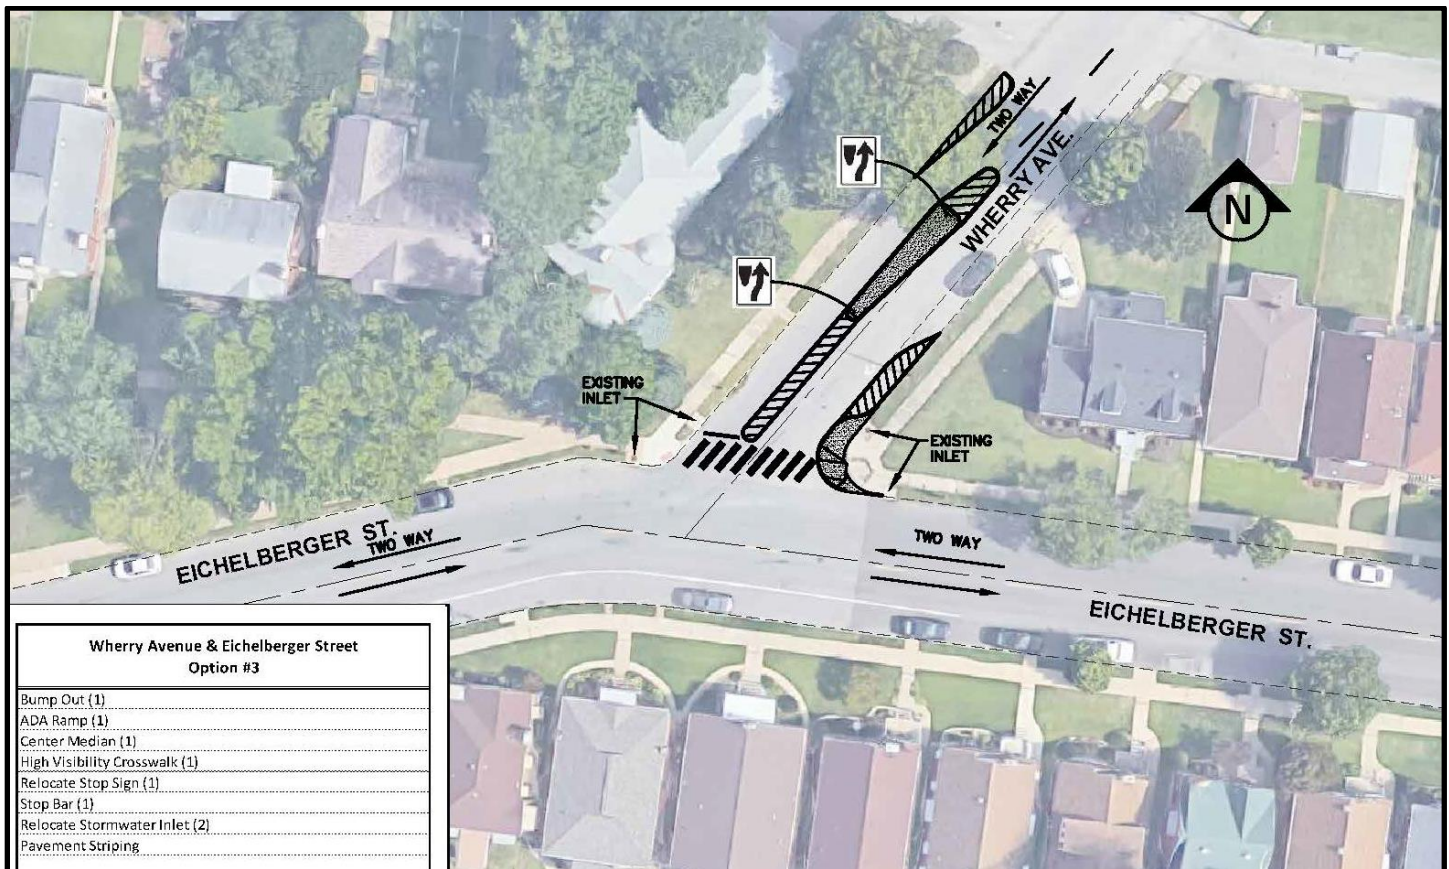 TWO WAY
WHERRY AVE.
N
EXISTING
INLET
EXISTING
INLET
EICHELBERGER ST.
TWO WAY
TWO WAY
EICHELBERGER ST.
Wherry Avenue & Eichelberger Street
Option #3
Bump Out (1)
ADA Ramp (1)
Center Median (1)
High Visibility Crosswalk (1)
Relocate Stop Sign (1)
Stop Bar (1)
Relocate Stormwater Inlet (2)
Pavement Striping